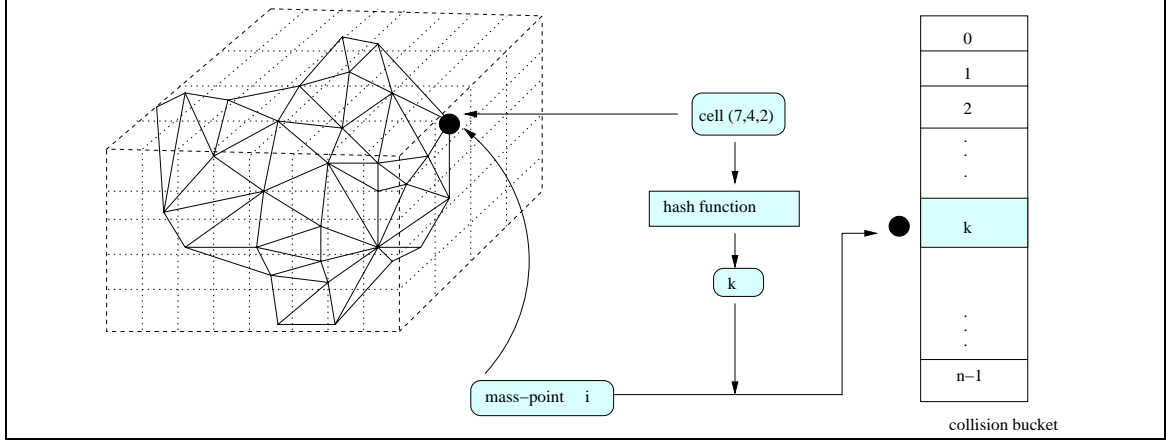 0
1
cell (7,4,2)
2
.
.
.
hash function
k
k
.
.
.
n−1
mass−point i
collision bucket